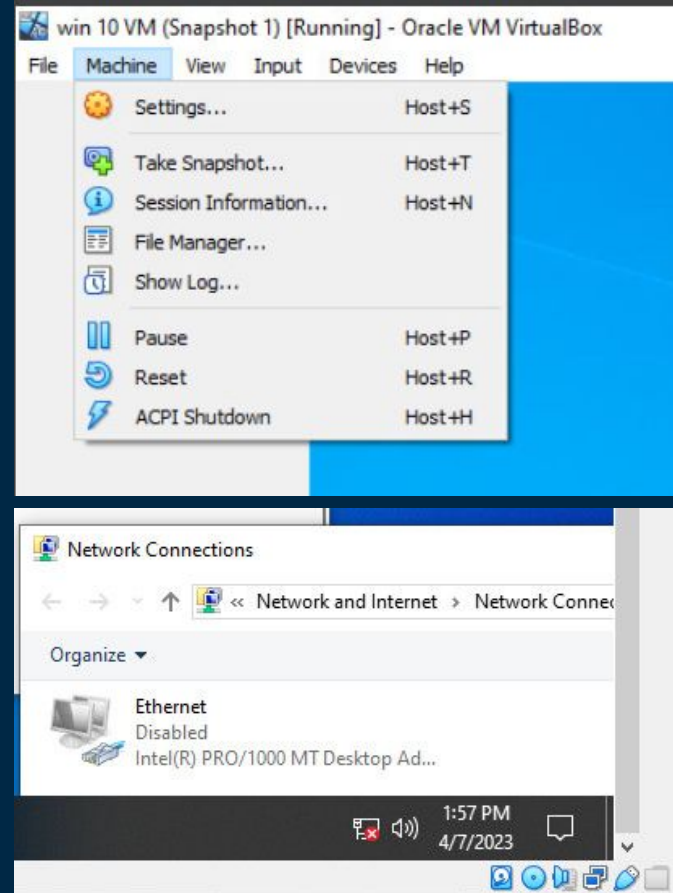 win 10 VM (Snapshot 1) [Running] - Oracle VM VirtualBox
File Machine View Input Devices Help
Settings... Host+S
Take Snapshot... Host+T
Session Information... Host+N
File Manager...
Show Log...
Pause Host+P
Reset Host+R
ACPI Shutdown Host+H
Network Connections
« Network and Internet › Network Connec
Organize
Ethernet
Disabled
Intel(R) PRO/1000 MT Desktop Ad...
1:57 PM
4/7/2023